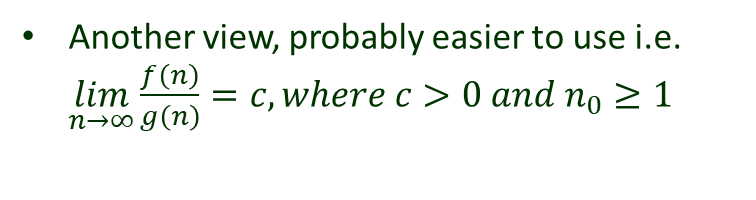 • Another view, probably easier to use i.e.
lim n→∞ f(n)/g(n) = c, where c > 0 and n₀ ≥ 1